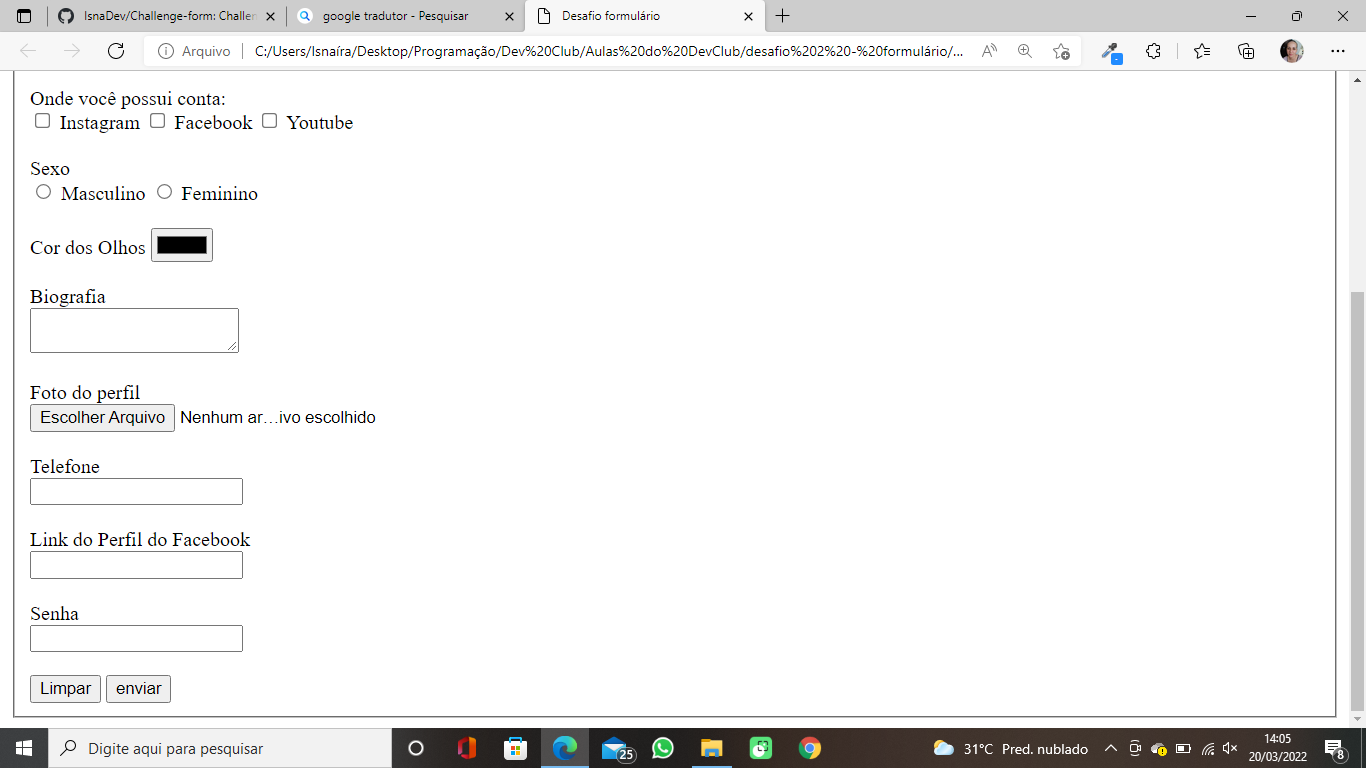 IsnaDev/Challenge-form: Challen
google tradutor - Pesquisar
Desafio formulário
Arquivo
C:/Users/Isnaíra/Desktop/Programação/Dev%20Club/Aulas%20do%20DevClub/desafio%202%20-%20formulário/...
Onde você possui conta:
Instagram Facebook Youtube
Sexo
Masculino Feminino
Cor dos Olhos
Biografia
Foto do perfil
Escolher Arquivo Nenhum ar…ivo escolhido
Telefone
Link do Perfil do Facebook
Senha
Limpar enviar
Digite aqui para pesquisar
25
31°C Pred. nublado
14:05
20/03/2022
8